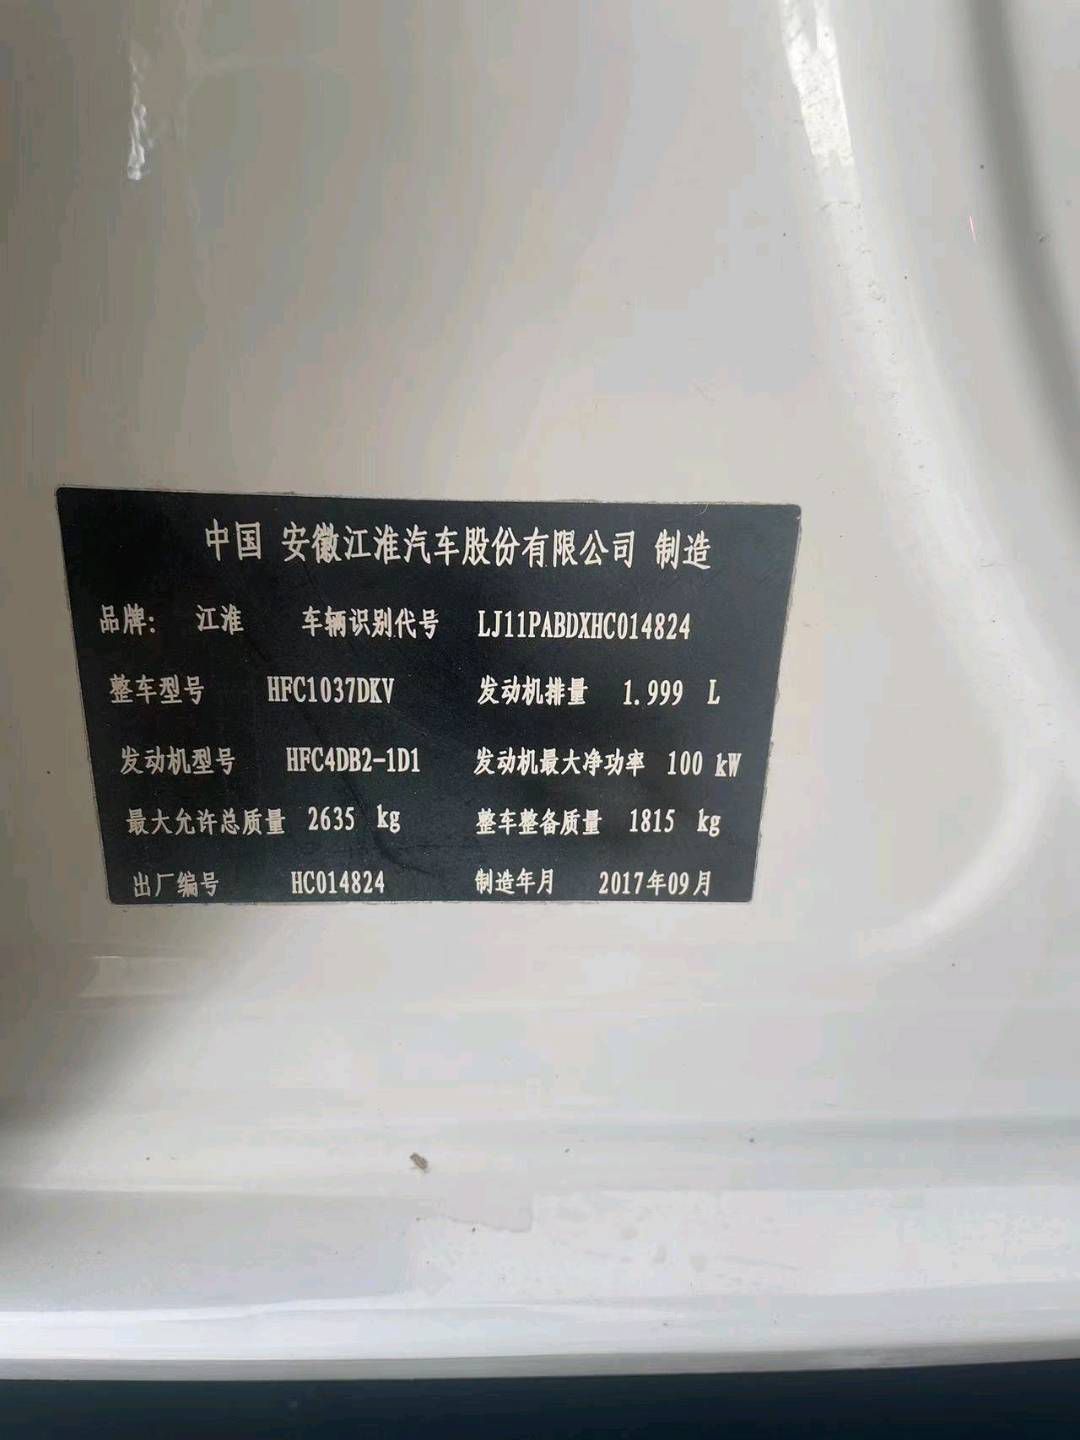 中国 安徽江淮汽车股份有限公司 制造
品牌: 江淮 车辆识别代号 LJ11PABDXHC014824
整车型号 HFC1037DKV 发动机排量 1.999 L
发动机型号 HFC4DB2-1D1 发动机最大净功率 100 kW
最大允许总质量 2635 kg 整车整备质量 1815 kg
出厂编号 HC014824 制造年月 2017年09月